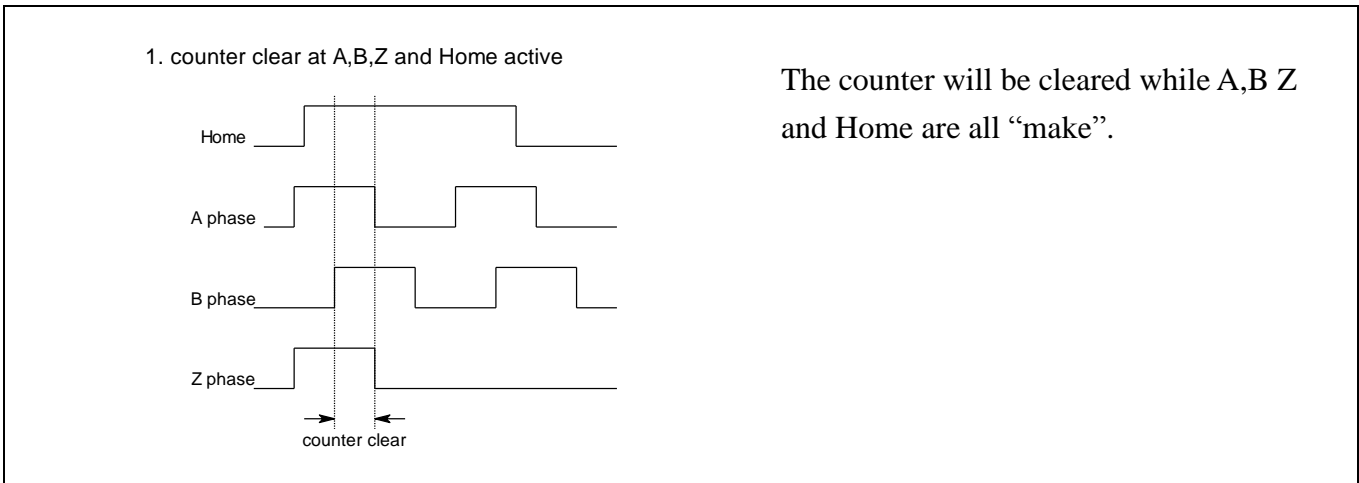 1. counter clear at A,B,Z and Home active
Home
A phase
B phase
Z phase
counter clear
The counter will be cleared while A,B Z
and Home are all “make”.